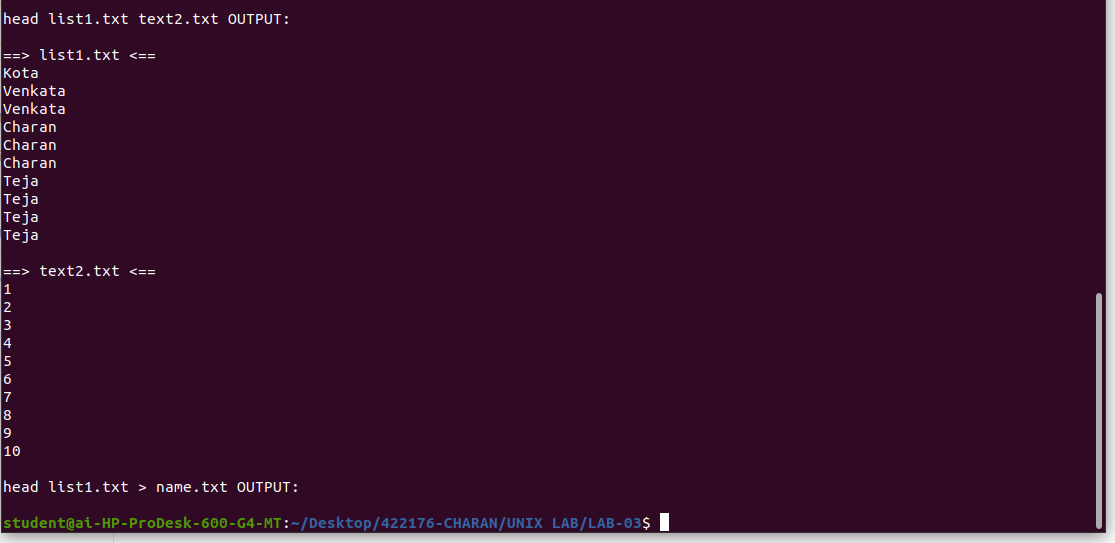 head list1.txt text2.txt OUTPUT:
==> list1.txt <==
Kota
Venkata
Venkata
Charan
Charan
Charan
Teja
Teja
Teja
Teja
==> text2.txt <==
1
2
3
4
5
6
7
8
9
10
head list1.txt > name.txt OUTPUT:
student@ai-HP-ProDesk-600-G4-MT:~/Desktop/422176-CHARAN/UNIX LAB/LAB-03$